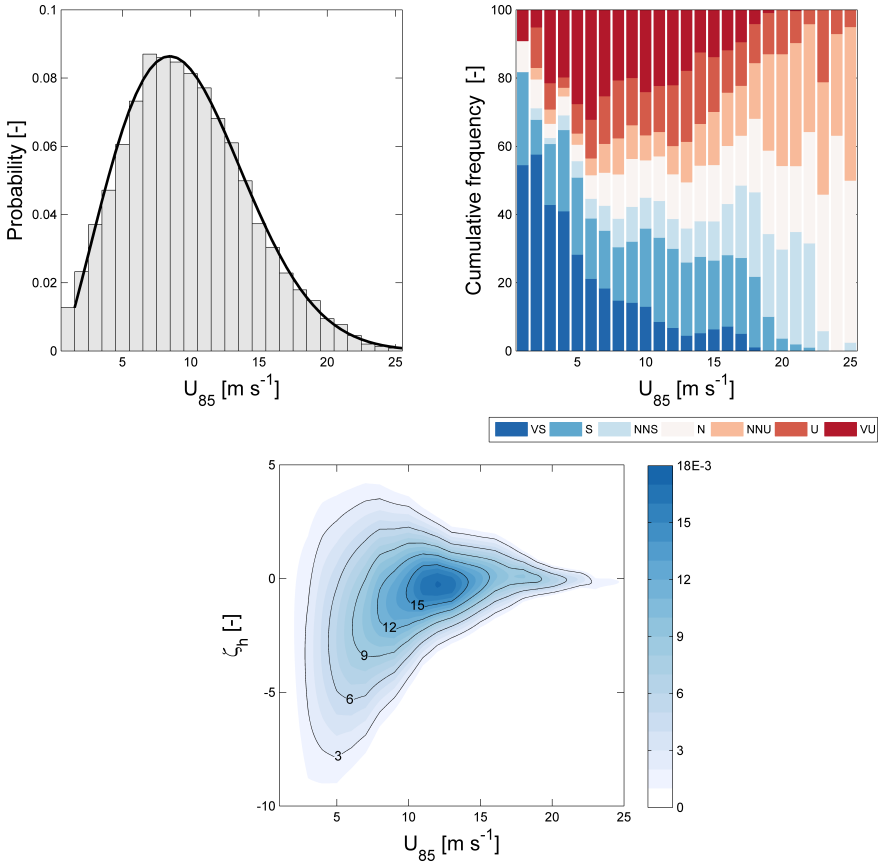 0.1
0.08
0.06
0.04
0.02
0
Probability [-]
5 10 15 20 25
U85 [m s-1]
100
80
60
40
20
0
Cumulative frequency [-]
5 10 15 20 25
U85 [m s-1]
VS S NNS N NNU U VU
5
0
-5
-10
ζh [-]
15
12
9
6
3
5 10 15 20 25
U85 [m s-1]
18E-3
15
12
9
6
3
0